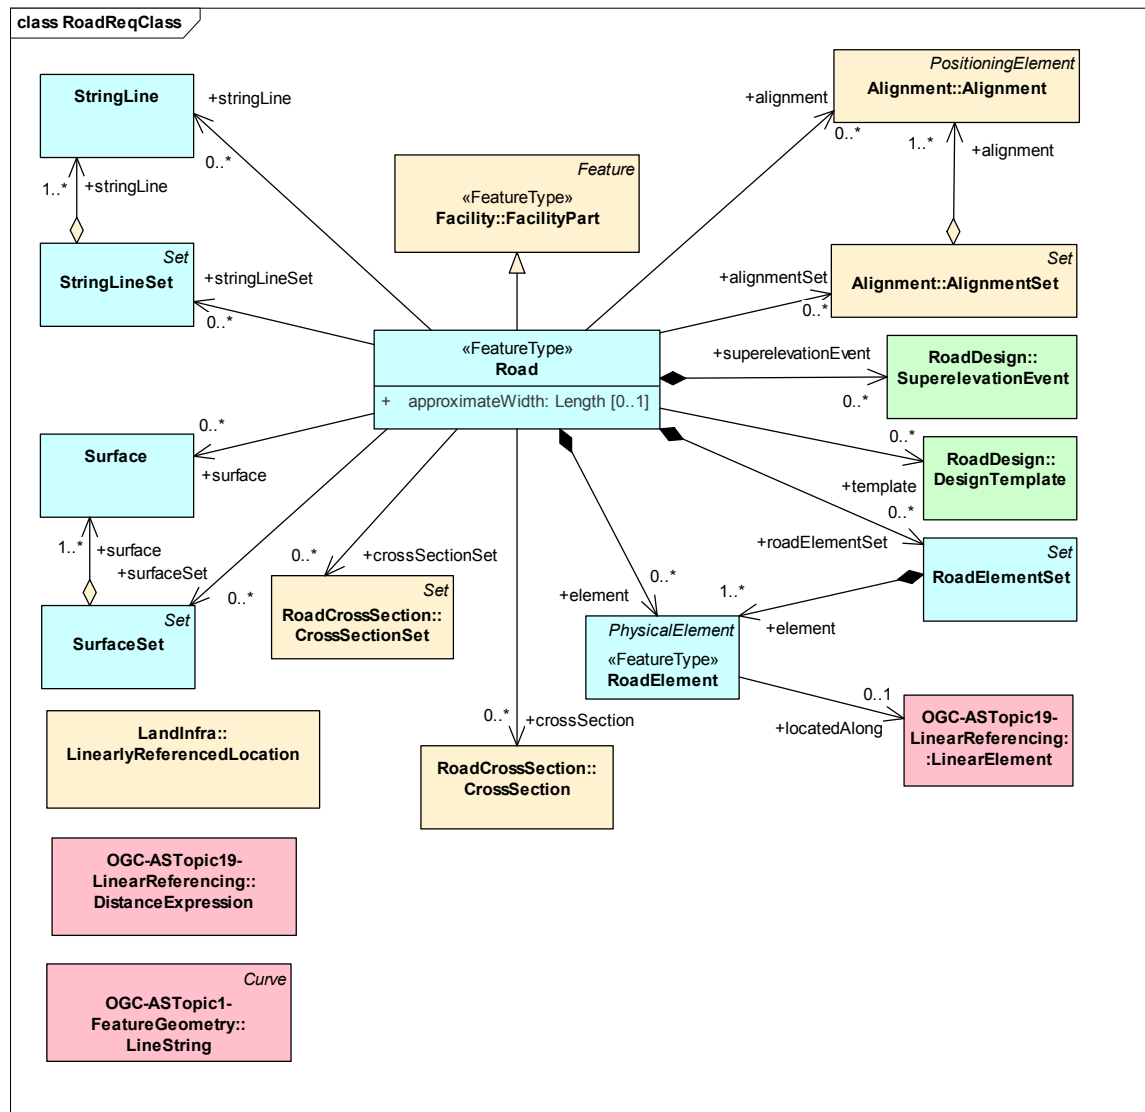 class RoadReqClass
StringLine
+stringLine
0..*
1..*
+stringLine
Set
StringLineSet
+stringLineSet
0..*
Feature
«FeatureType»
Facility::FacilityPart
PositioningElement
Alignment::Alignment
+alignment
0..*
1..*
+alignment
Set
Alignment::AlignmentSet
+alignmentSet
0..*
«FeatureType»
Road
+ approximateWidth: Length [0..1]
+superelevationEvent
0..*
RoadDesign::
SuperelevationEvent
0..*
+template
RoadDesign::
DesignTemplate
0..*
+roadElementSet
Set
RoadElementSet
0..*
+surface
Surface
1..*
+surface
+surfaceSet
0..*
Set
SurfaceSet
0..*
+crossSectionSet
Set
RoadCrossSection::
CrossSectionSet
0..*
+element
1..*
+element
PhysicalElement
«FeatureType»
RoadElement
0..1
+locatedAlong
OGC-ASTopic19-
LinearReferencing:
:LinearElement
0..*
+crossSection
RoadCrossSection::
CrossSection
LandInfra::
LinearlyReferencedLocation
OGC-ASTopic19-
LinearReferencing::
DistanceExpression
Curve
OGC-ASTopic1-
FeatureGeometry::
LineString